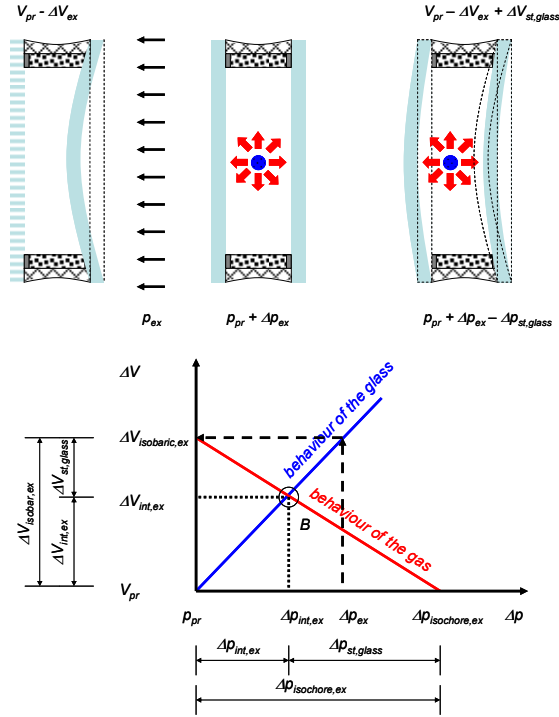 V_pr - ΔV_ex
V_pr – ΔV_ex + ΔV_st,glass
p_ex
p_pr + Δp_ex
p_pr + Δp_ex – Δp_st,glass
ΔV
behaviour of the glass
ΔV_isobaric,ex
ΔV_isobar,ex
ΔV_st,glass
ΔV_int,ex
ΔV_int,ex
B
behaviour of the gas
V_pr
p_pr
Δp_int,ex
Δp_ex
Δp_isochore,ex
Δp
Δp_int,ex
Δp_st,glass
Δp_isochore,ex